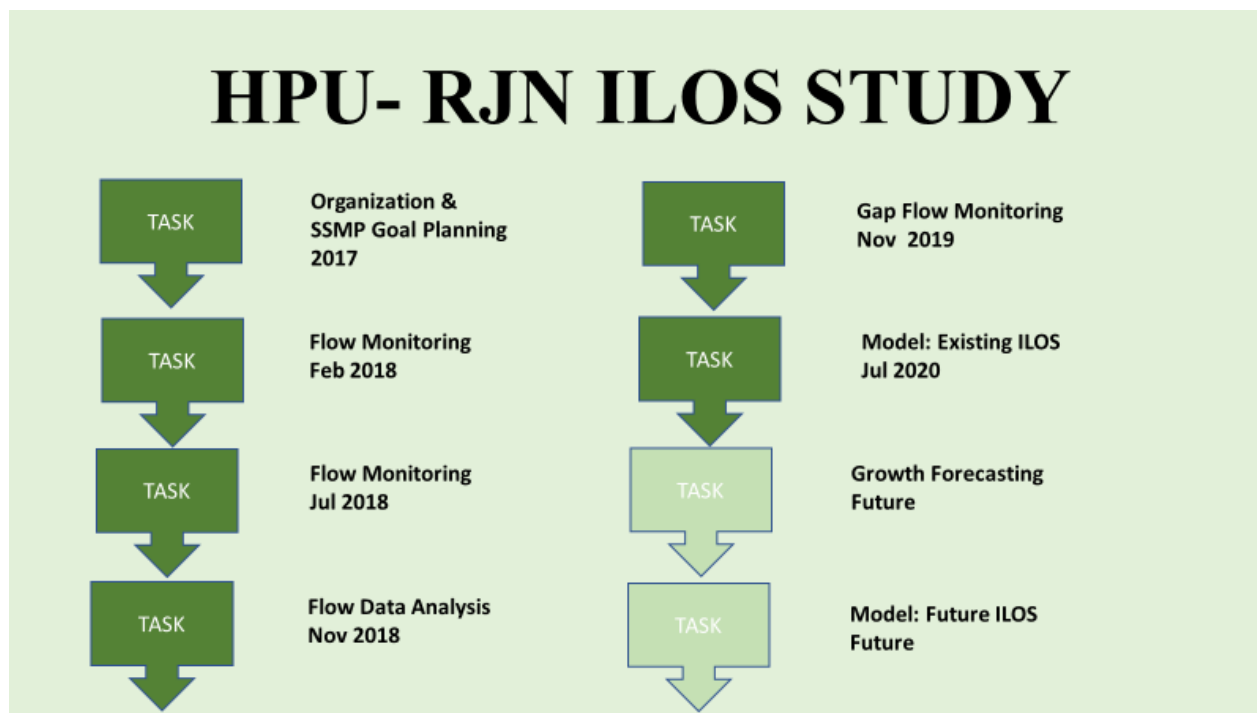 HPU- RJN ILOS STUDY
TASK
Organization &
SSMP Goal Planning
2017
TASK
Flow Monitoring
Feb 2018
TASK
Flow Monitoring
Jul 2018
TASK
Flow Data Analysis
Nov 2018
TASK
Gap Flow Monitoring
Nov 2019
TASK
Model: Existing ILOS
Jul 2020
TASK
Growth Forecasting
Future
TASK
Model: Future ILOS
Future